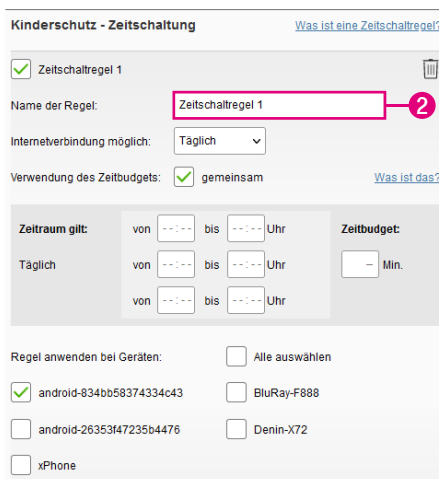 Kinderschutz - Zeitschaltung Was ist eine Zeitschaltregel?
Zeitschaltregel 1
Name der Regel: Zeitschaltregel 1 2
Internetverbindung möglich: Täglich
Verwendung des Zeitbudgets: gemeinsam Was ist das?
Zeitraum gilt: von --:-- bis --:-- Uhr Zeitbudget:
Täglich von --:-- bis --:-- Uhr – Min.
von --:-- bis --:-- Uhr
Regel anwenden bei Geräten: Alle auswählen
android-834bb58374334c43 BluRay-F888
android-26353f47235b4476 Denin-X72
xPhone